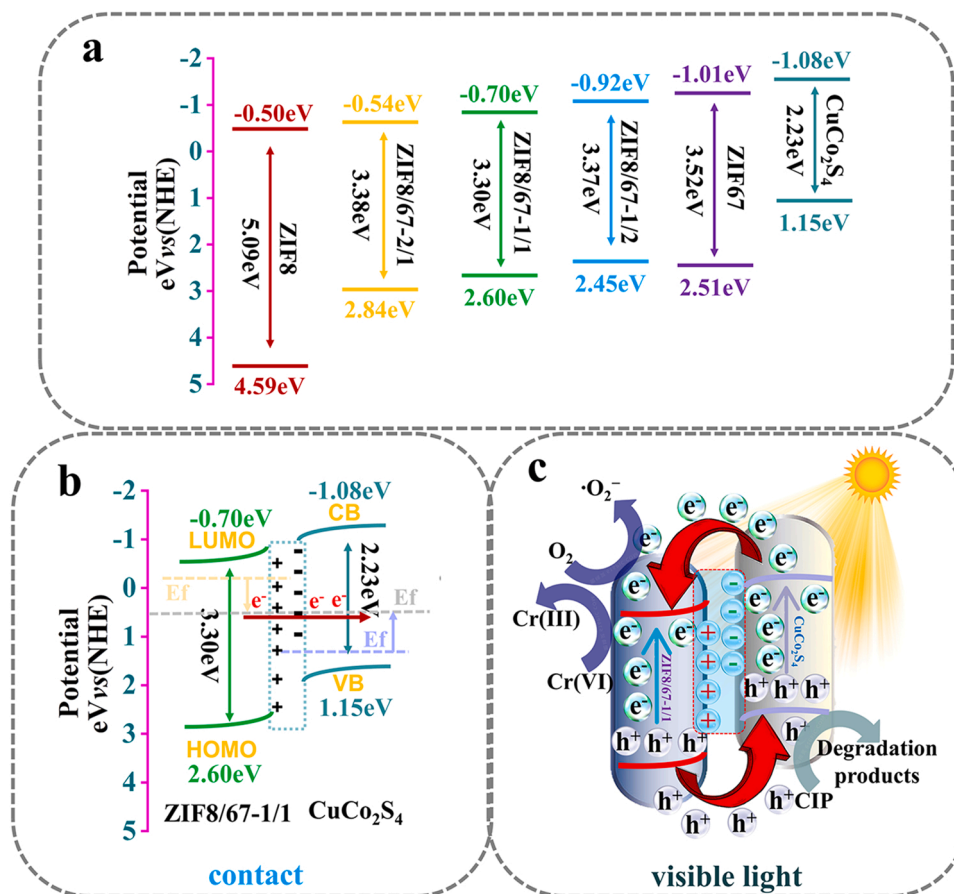 a
Potential
eVvs(NHE)
-2
-1
0
1
2
3
4
5
-0.50eV
ZIF8
5.09eV
4.59eV
-0.54eV
ZIF8/67-2/1
3.38eV
2.84eV
-0.70eV
ZIF8/67-1/1
3.30eV
2.60eV
-0.92eV
ZIF8/67-1/2
3.37eV
2.45eV
-1.01eV
ZIF67
3.52eV
2.51eV
-1.08eV
CuCo₂S₄
2.23eV
1.15eV
b
Potential
eVvs(NHE)
-2
-1
0
1
2
3
4
5
-0.70eV
LUMO
Ef
3.30eV
HOMO
2.60eV
ZIF8/67-1/1
+
+
+
+
+
+
-
-
-
-
-
e⁻ e⁻ e⁻
-1.08eV
CB
2.23eV
Ef
Ef
VB
1.15eV
CuCo₂S₄
contact
c
·O₂⁻
O₂
Cr(III)
Cr(VI)
e⁻ e⁻ e⁻ e⁻
e⁻ e⁻
e⁻ e⁻ e⁻
e⁻ e⁻
e⁻ e⁻
e⁻ e⁻
ZIF8/67-1/1
CuCo₂S₄
+ + + + +
- - - -
h⁺ h⁺ h⁺
h⁺ h⁺ h⁺
h⁺ h⁺ h⁺
h⁺ h⁺
CIP
Degradation
products
visible light